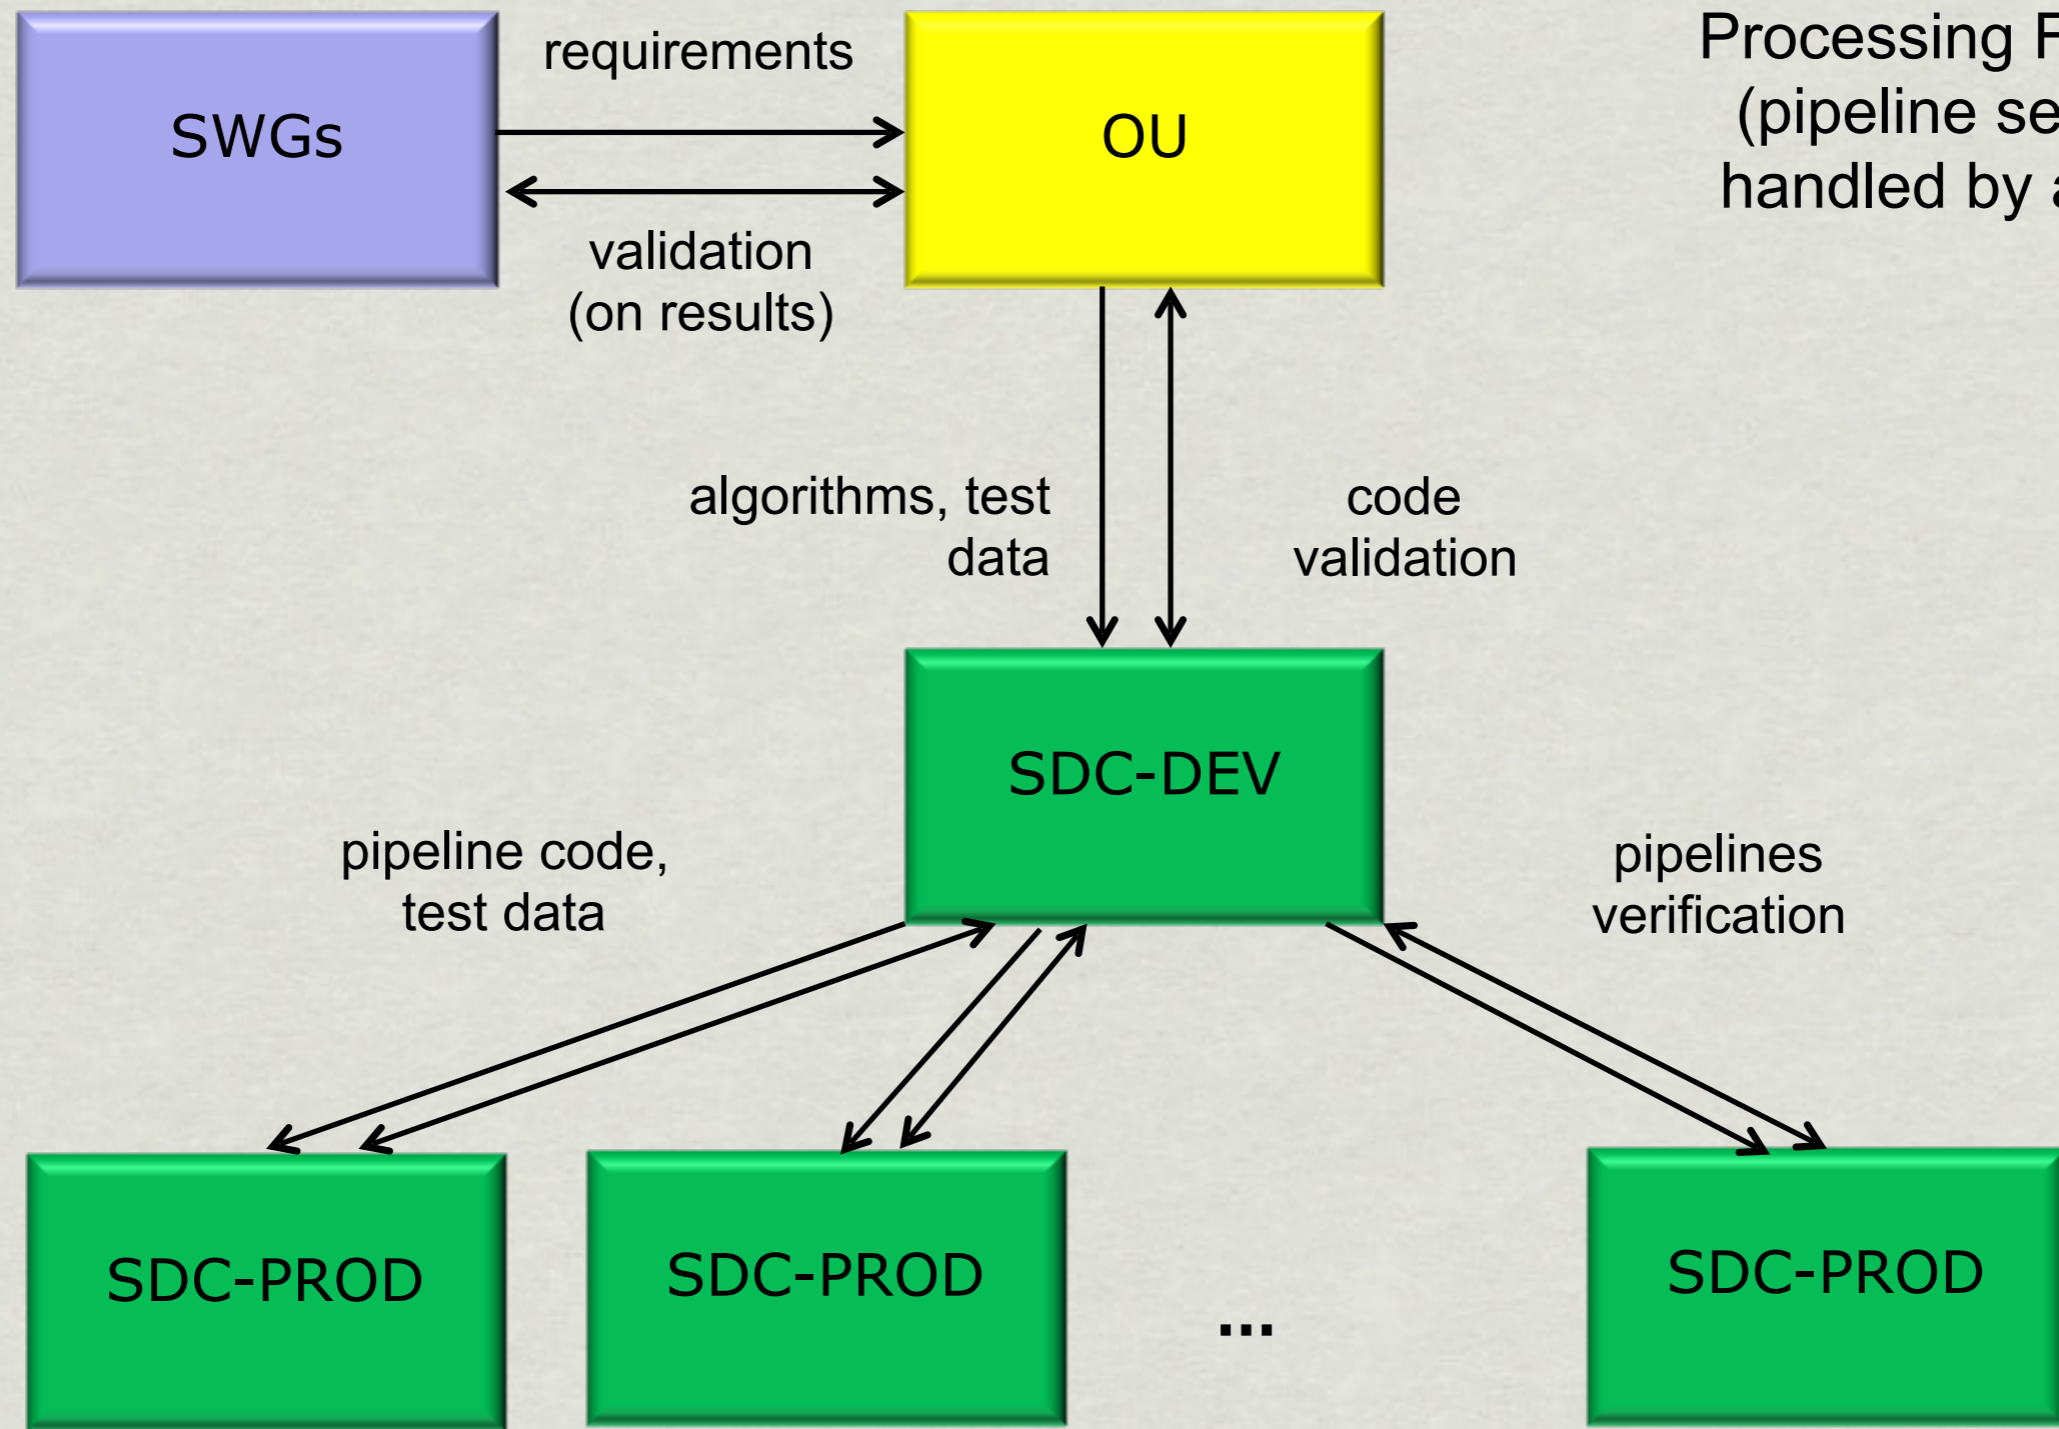 Processing
(pipeline
handled by
requirements
SWGs
OU
validation
(on results)
algorithms, test
data
code
validation
SDC-DEV
pipeline code,
test data
pipelines
verification
SDC-PROD
SDC-PROD
...
SDC-PROD